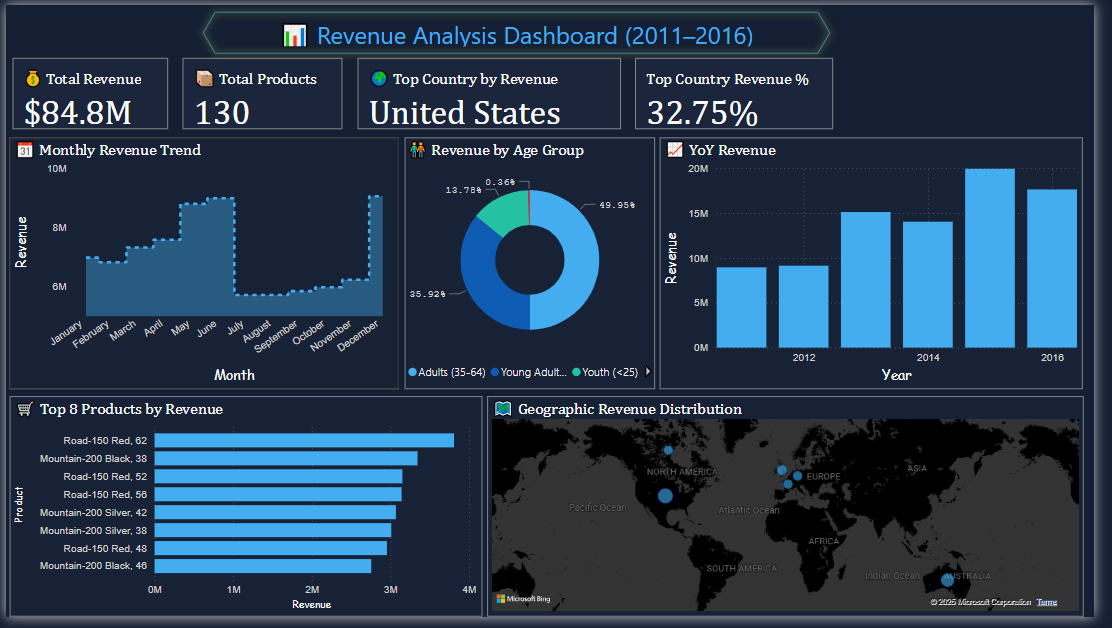 Revenue Analysis Dashboard (2011–2016)
Total Revenue
$84.8M
Total Products
130
Top Country by Revenue
United States
Top Country Revenue %
32.75%
31
Monthly Revenue Trend
10M
8M
6M
Revenue
January
February
March
April
May
June
July
August
September
October
November
December
Month
Revenue by Age Group
0.36%
13.78%
49.95%
35.92%
Adults (35-64)
Young Adult...
Youth (<25)
YoY Revenue
20M
15M
10M
5M
0M
Revenue
2012
2014
2016
Year
Top 8 Products by Revenue
Product
Road-150 Red, 62
Mountain-200 Black, 38
Road-150 Red, 52
Road-150 Red, 56
Mountain-200 Silver, 42
Mountain-200 Silver, 38
Road-150 Red, 48
Mountain-200 Black, 46
0M
1M
2M
3M
4M
Revenue
Geographic Revenue Distribution
NORTH AMERICA
EUROPE
ASIA
Pacific Ocean
Atlantic Ocean
AFRICA
SOUTH AMERICA
Indian Ocean
AUSTRALIA
Microsoft Bing
© 2025 Microsoft Corporation
Terms